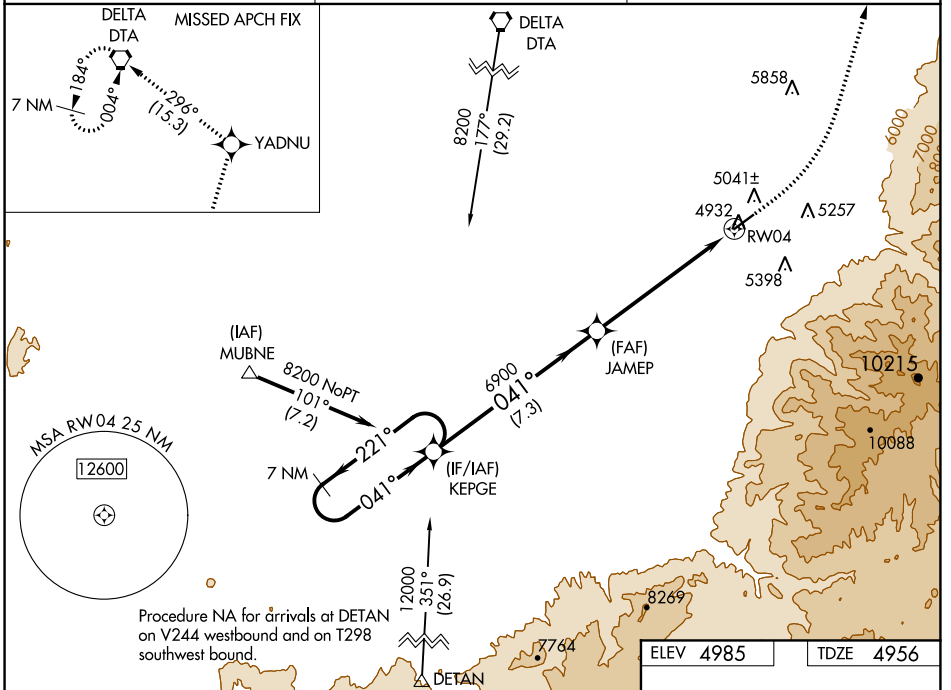 DELTA
DTA
MISSED APCH FIX
184°
004°
7 NM
296°
(15.3)
YADNU
DELTA
DTA
8200
177°
(29.2)
5858
6000
7000
5041±
4932
5257
RW04
5398
(IAF)
MUBNE
8200 NoPT
101°
(7.2)
6900
041°
(7.3)
(FAF)
JAMEP
10215
10088
MSA RW04 25 NM
12600
221°
7 NM
041°
(IF/IAF)
KEPGE
12000
351°
(26.9)
Procedure NA for arrivals at DETAN
on V244 westbound and on T298
southwest bound.
8269
7764
DETAN
ELEV 4985
TDZE 4956